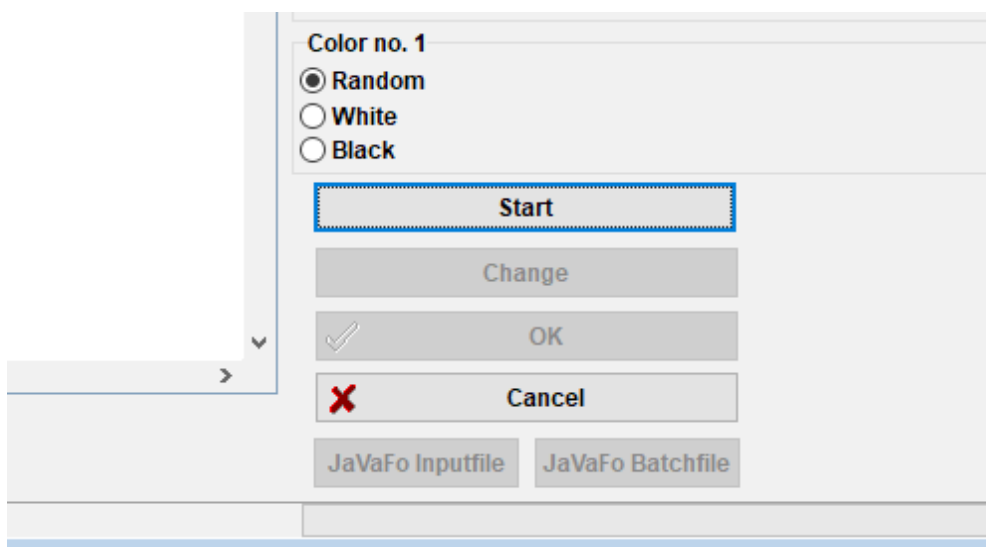 Color no. 1
Random
White
Black
Start
Change
OK
Cancel
JaVaFo Inputfile JaVaFo Batchfile